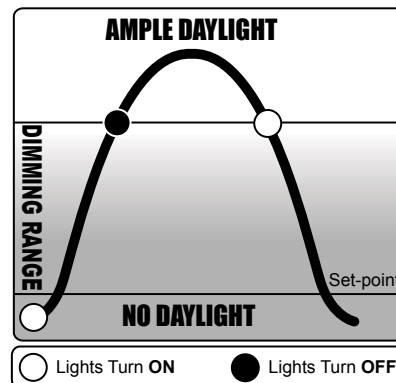 AMPLE DAYLIGHT
DIMMING RANGE
Set-point
NO DAYLIGHT
Lights Turn ON
Lights Turn OFF